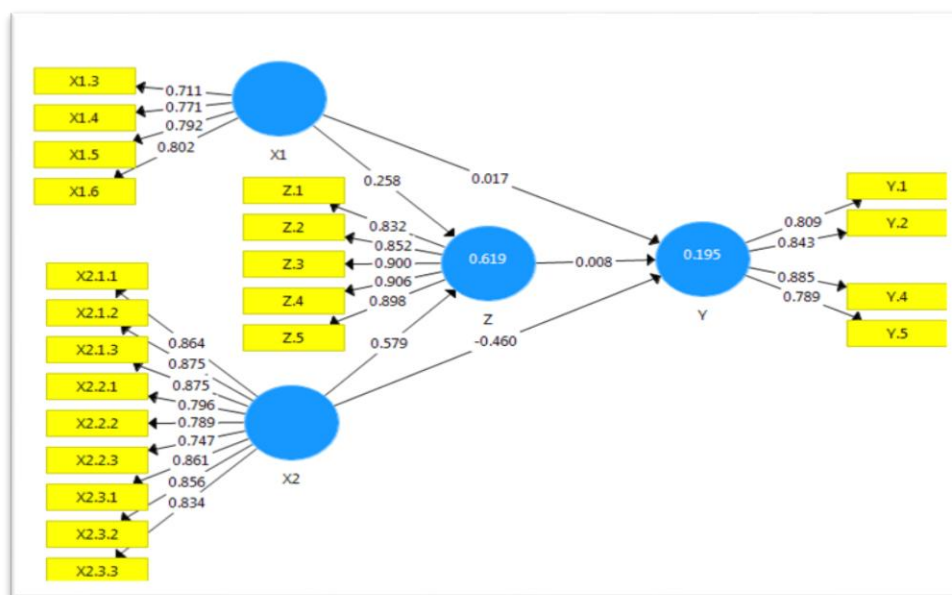 X1.3
X1.4
X1.5
X1.6
0.711
0.771
0.792
0.802
X1
0.258
0.017
Z.1
Z.2
Z.3
Z.4
Z.5
0.832
0.852
0.900
0.906
0.898
0.619
Z
0.008
0.195
Y
Y.1
Y.2
Y.4
Y.5
0.809
0.843
0.885
0.789
X2.1.1
X2.1.2
X2.1.3
X2.2.1
X2.2.2
X2.2.3
X2.3.1
X2.3.2
X2.3.3
0.864
0.875
0.875
0.796
0.789
0.747
0.861
0.856
0.834
0.579
-0.460
X2